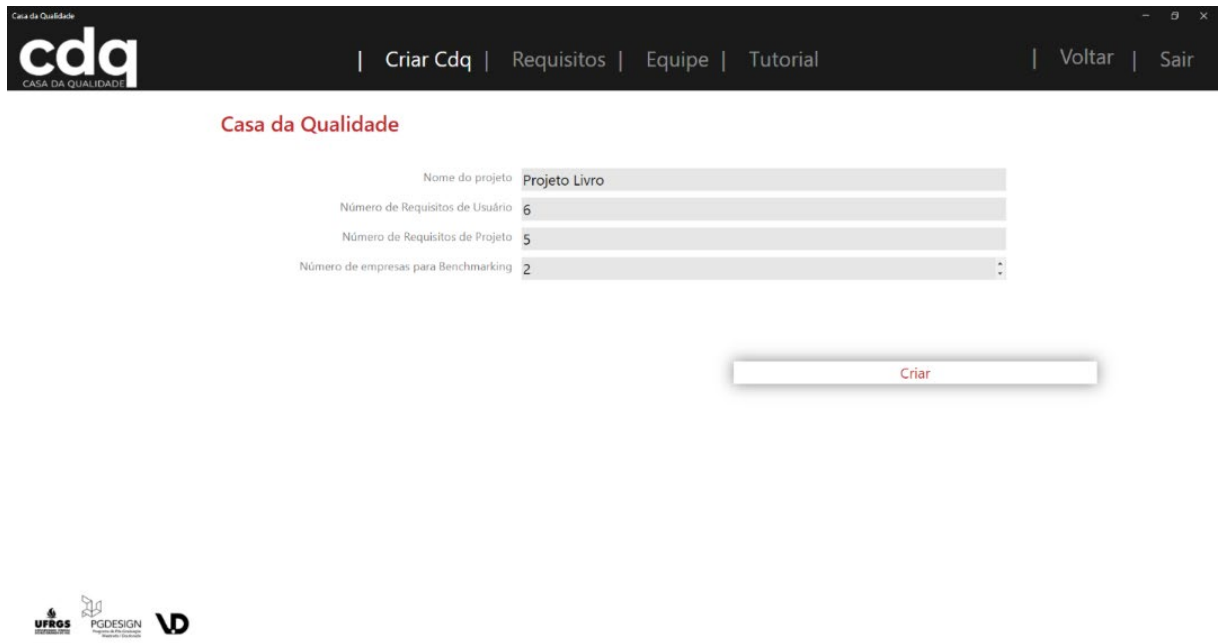 Casa da Qualidade
cdq
CASA DA QUALIDADE
| Criar Cdq | Requisitos | Equipe | Tutorial | Voltar | Sair
Casa da Qualidade
Nome do projeto Projeto Livro
Número de Requisitos de Usuário 6
Número de Requisitos de Projeto 5
Número de empresas para Benchmarking 2
Criar
UFRGS
PGDESIGN
VD